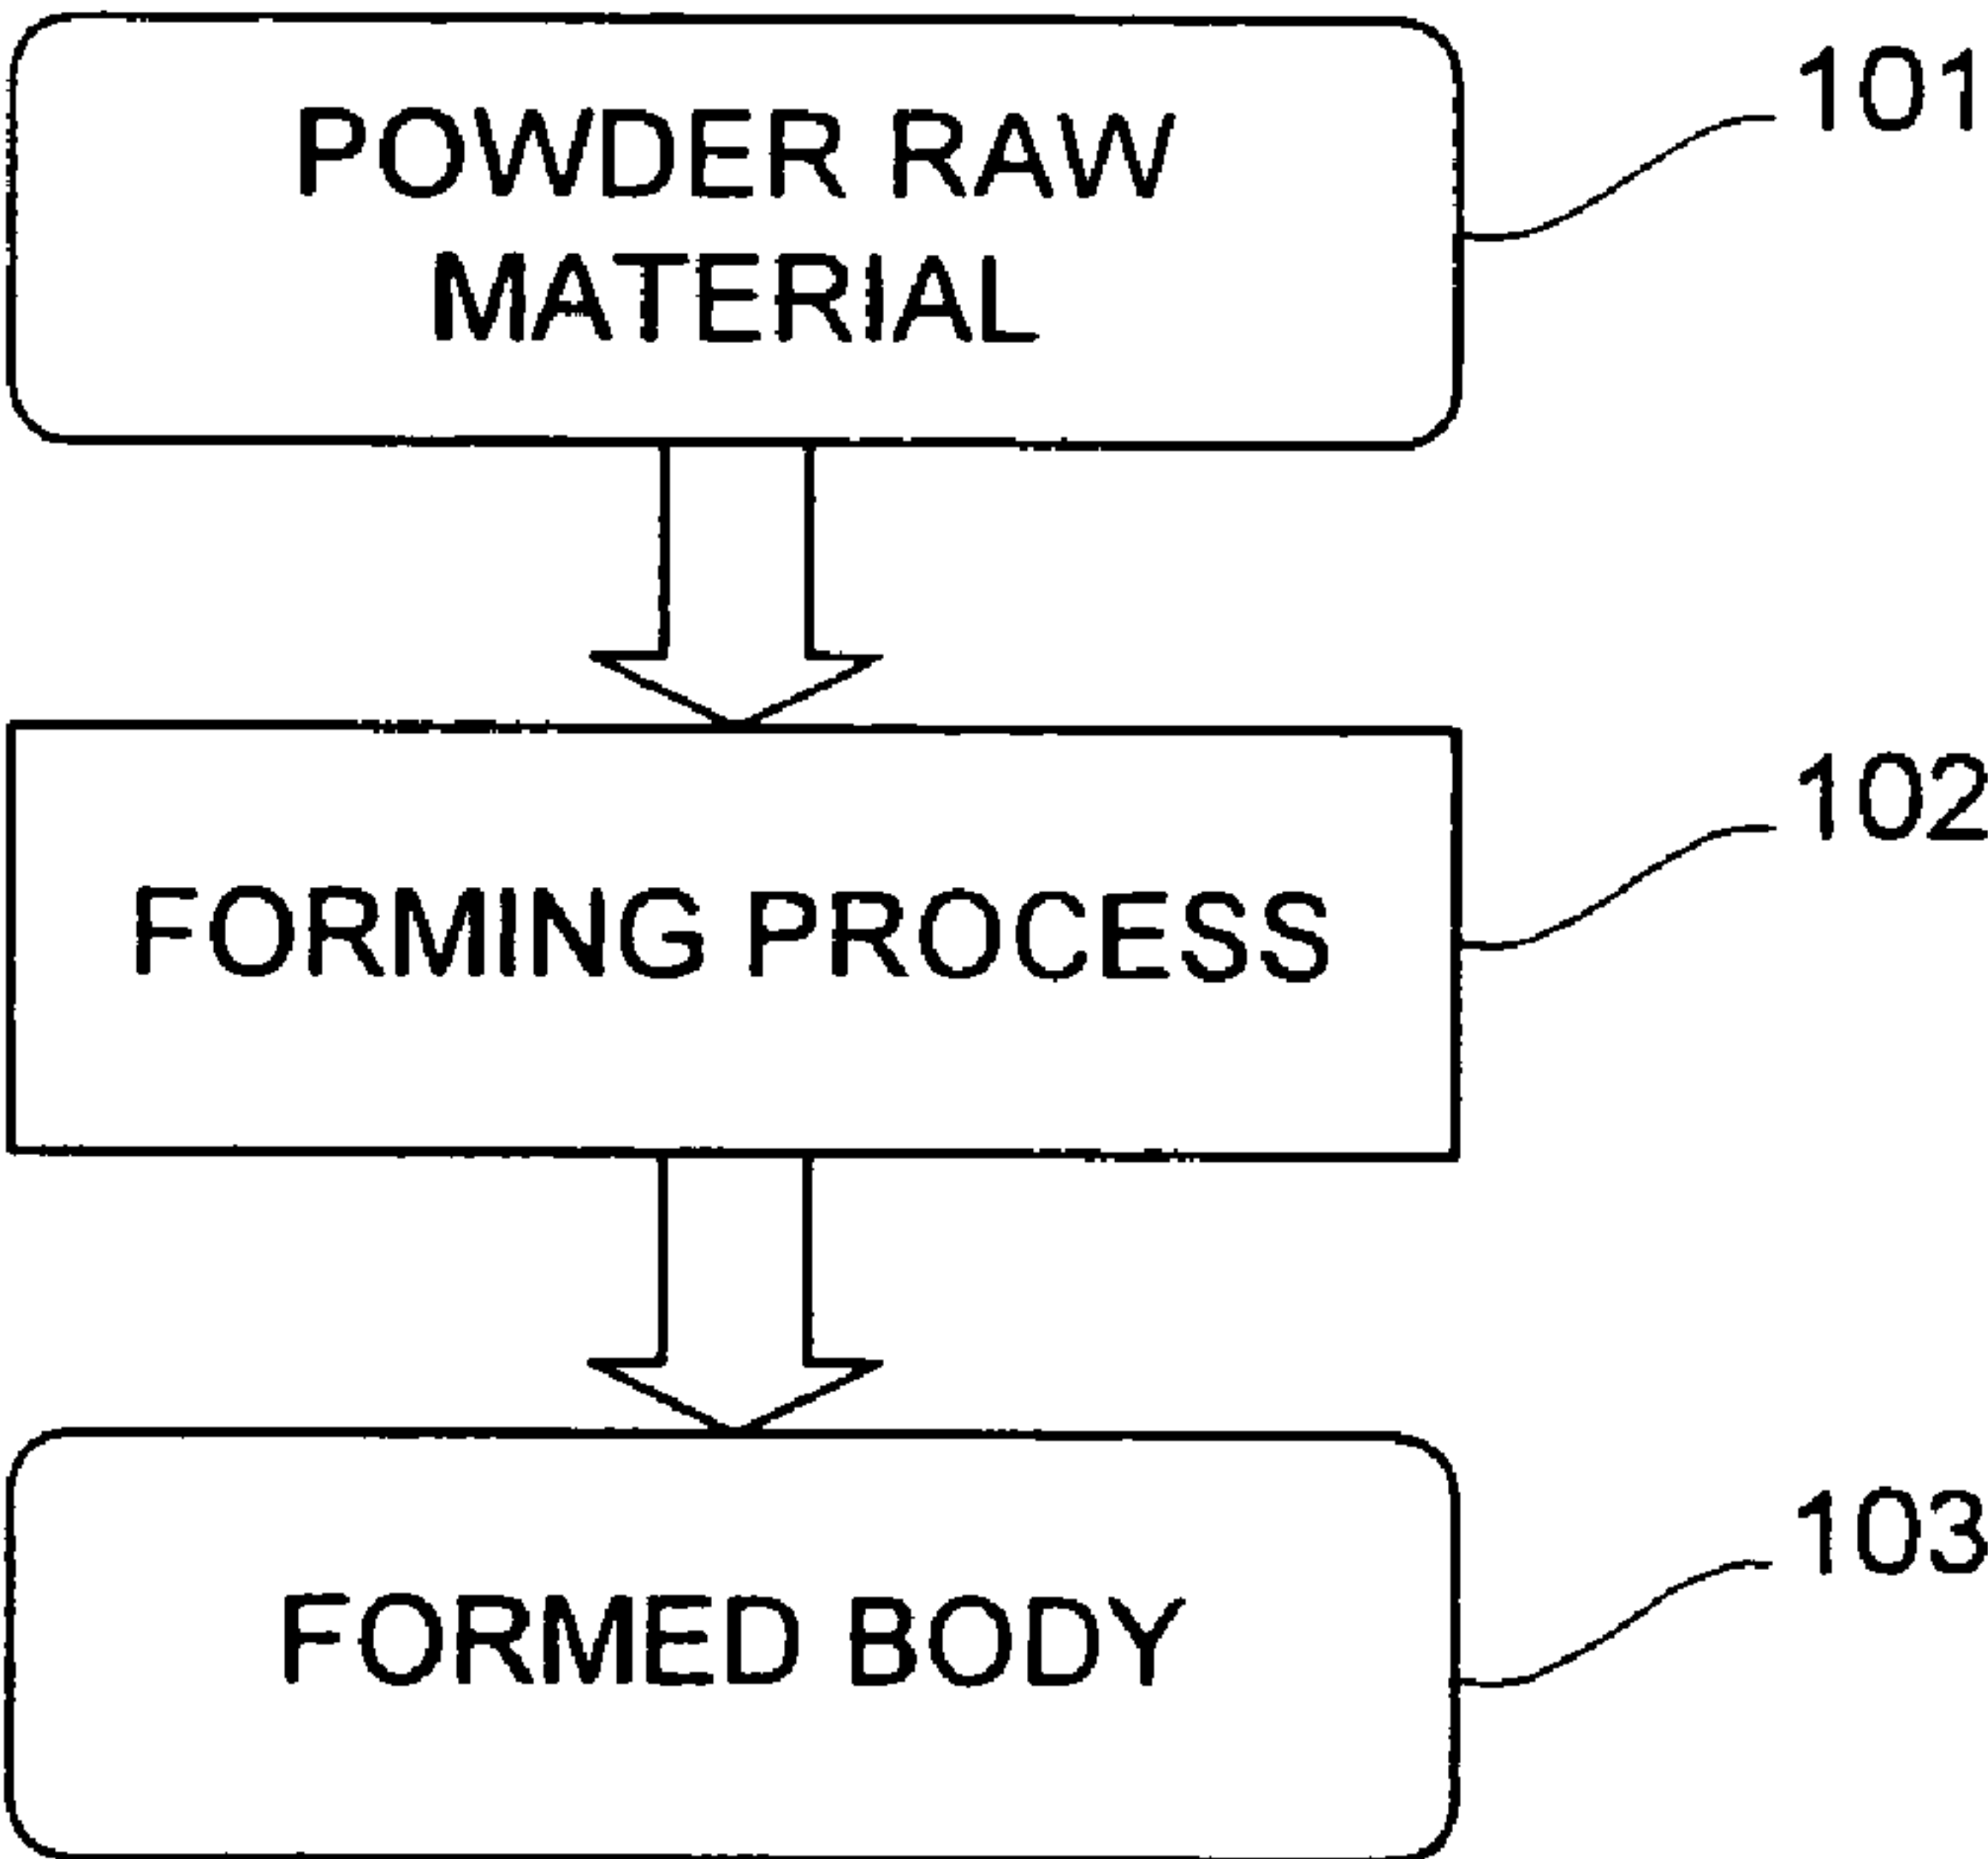 POWDER RAW
MATERIAL
101
FORMING PROCESS
102
FORMED BODY
103